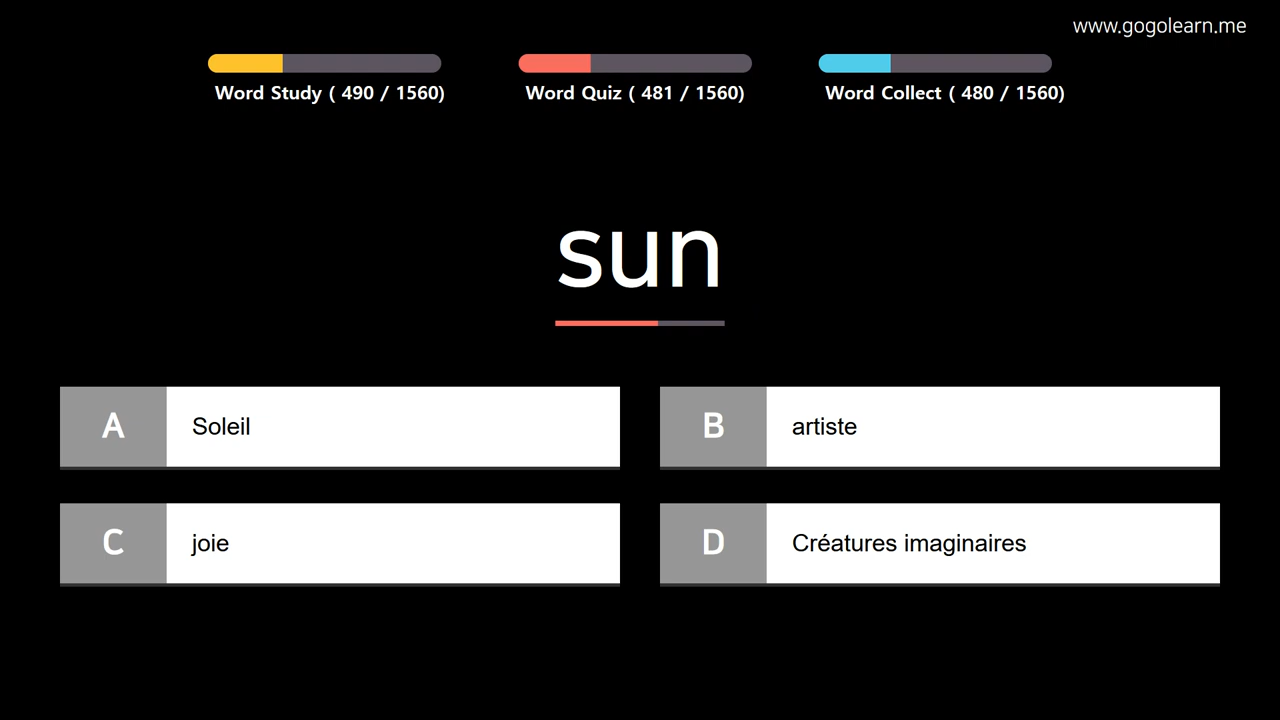 www.gogolearn.me
Word Study ( 490 / 1560)
Word Quiz ( 481 / 1560)
Word Collect ( 480 / 1560)
sun
A Soleil
B artiste
C joie
D Créatures imaginaires